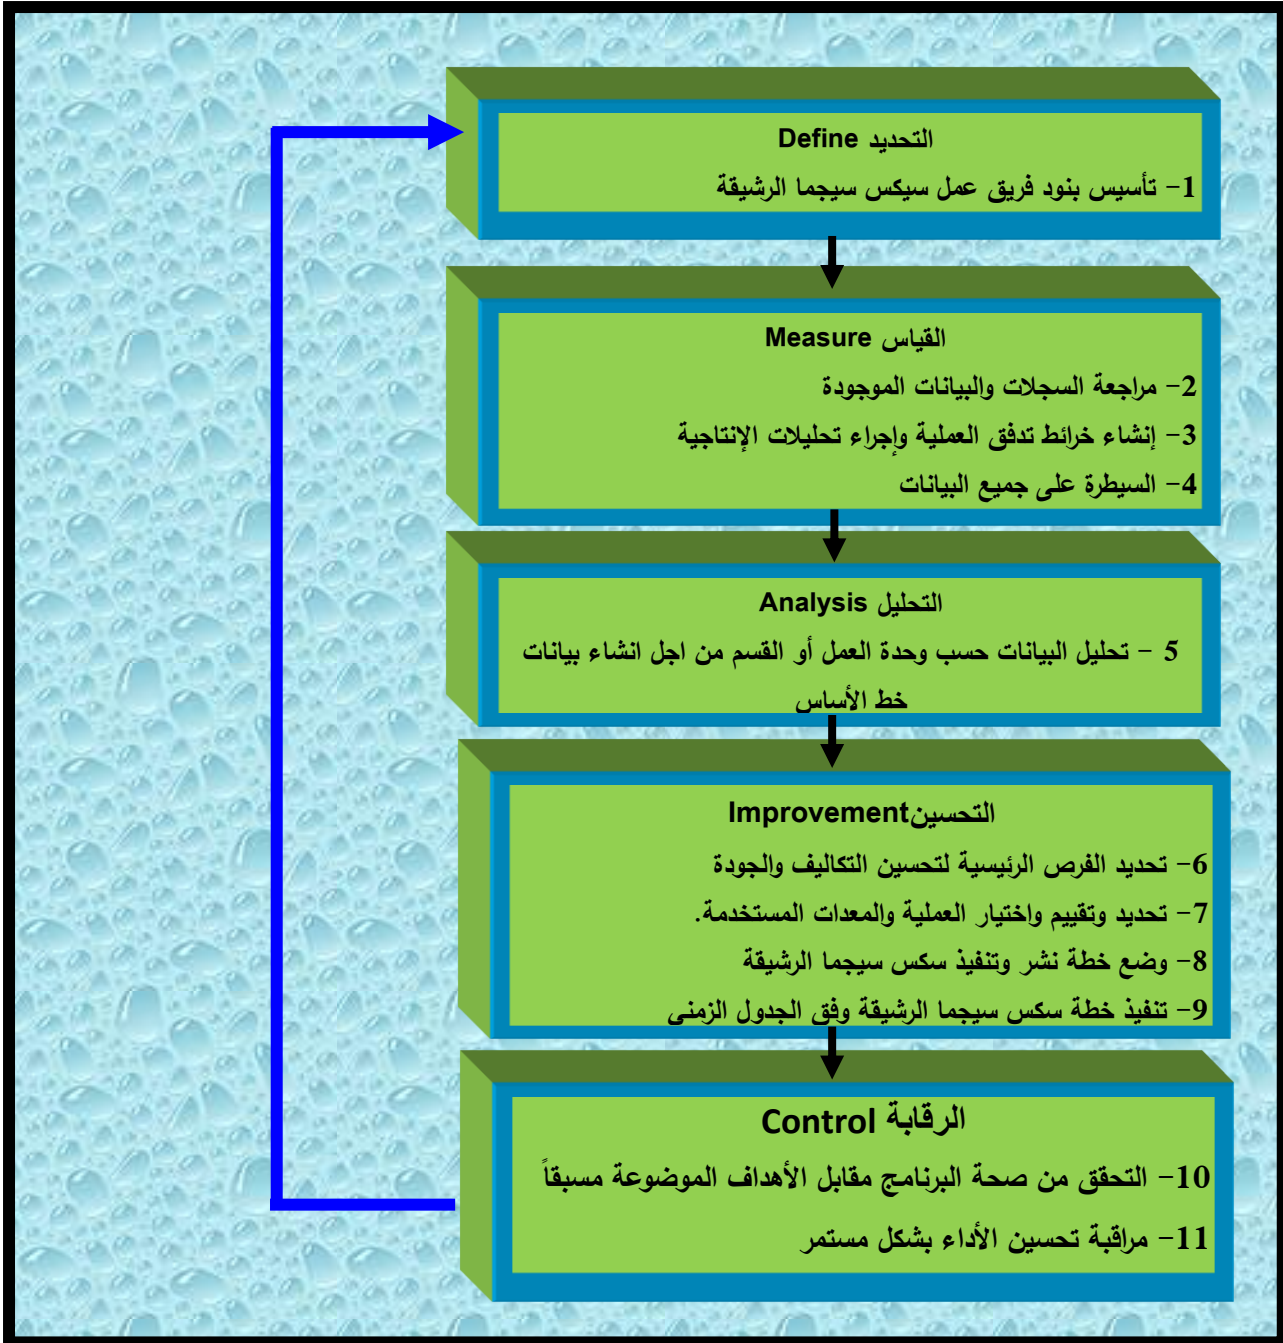 التحديد Define
1- تأسيس بنود فريق عمل سيكس سيجما الرشيقة
القياس Measure
2- مراجعة السجلات والبيانات الموجودة
3- إنشاء خرائط تدفق العملية وإجراء تحليلات الإنتاجية
4- السيطرة على جميع البيانات
التحليل Analysis
5 - تحليل البيانات حسب وحدة العمل أو القسم من اجل انشاء بيانات
خط الأساس
التحسينImprovement
6- تحديد الفرص الرئيسية لتحسين التكاليف والجودة
7- تحديد وتقييم واختيار العملية والمعدات المستخدمة.
8- وضع خطة نشر وتنفيذ سكس سيجما الرشيقة
9- تنفيذ خطة سكس سيجما الرشيقة وفق الجدول الزمني
الرقابة Control
10- التحقق من صحة البرنامج مقابل الأهداف الموضوعة مسبقاً
11- مراقبة تحسين الأداء بشكل مستمر